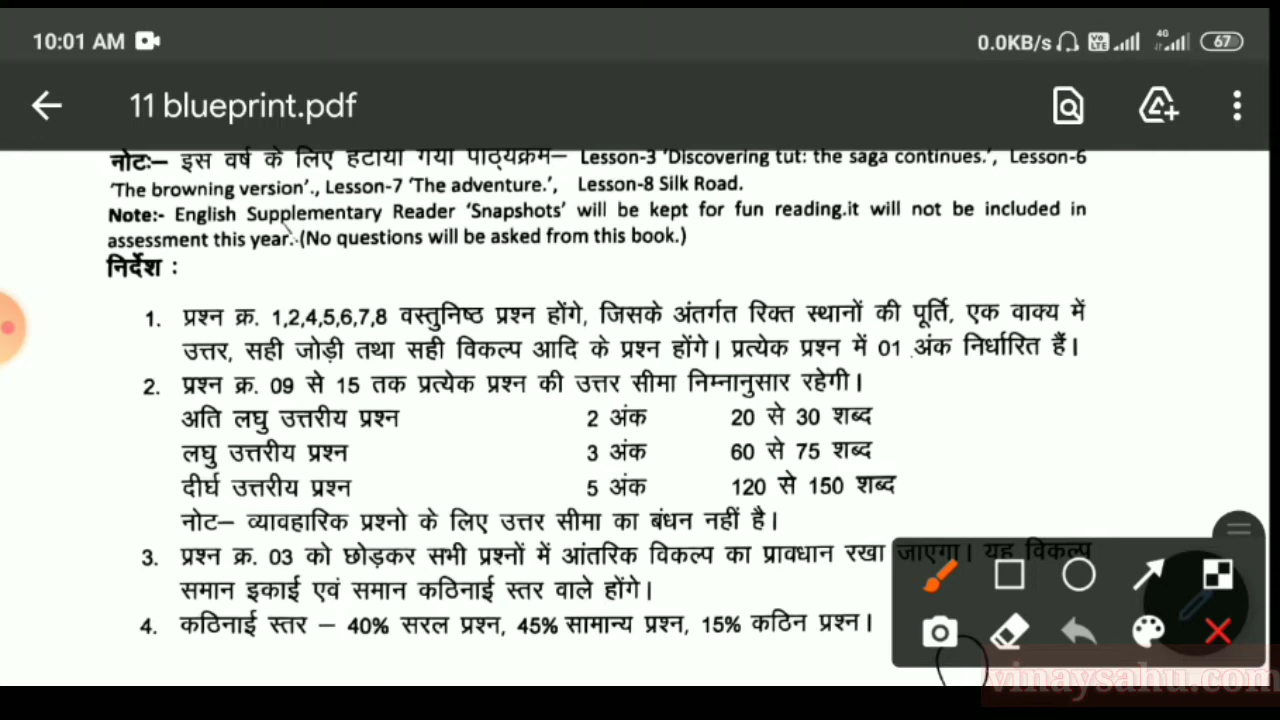 10:01 AM 0.0KB/s Vo LTE 4G 67
11 blueprint.pdf
नोटः– इस वर्ष के लिए हटाया गया पाठ्यक्रम– Lesson-3 'Discovering tut: the saga continues.', Lesson-6
'The browning version'., Lesson-7 'The adventure.', Lesson-8 Silk Road.
Note:- English Supplementary Reader 'Snapshots' will be kept for fun reading.it will not be included in
assessment this year. (No questions will be asked from this book.)
निर्देश :
1. प्रश्न क्र. 1,2,4,5,6,7,8 वस्तुनिष्ठ प्रश्न होंगे, जिसके अंतर्गत रिक्त स्थानों की पूर्ति, एक वाक्य में
उत्तर, सही जोड़ी तथा सही विकल्प आदि के प्रश्न होंगे। प्रत्येक प्रश्न में 01 अंक निर्धारित हैं।
2. प्रश्न क्र. 09 से 15 तक प्रत्येक प्रश्न की उत्तर सीमा निम्नानुसार रहेगी।
अति लघु उत्तरीय प्रश्न 2 अंक 20 से 30 शब्द
लघु उत्तरीय प्रश्न 3 अंक 60 से 75 शब्द
दीर्घ उत्तरीय प्रश्न 5 अंक 120 से 150 शब्द
नोट– व्यावहारिक प्रश्नो के लिए उत्तर सीमा का बंधन नहीं है।
3. प्रश्न क्र. 03 को छोड़कर सभी प्रश्नों में आंतरिक विकल्प का प्रावधान रखा जाएगा। यह विकल्प
समान इकाई एवं समान कठिनाई स्तर वाले होंगे।
4. कठिनाई स्तर – 40% सरल प्रश्न, 45% सामान्य प्रश्न, 15% कठिन प्रश्न।
vinaysahu.com